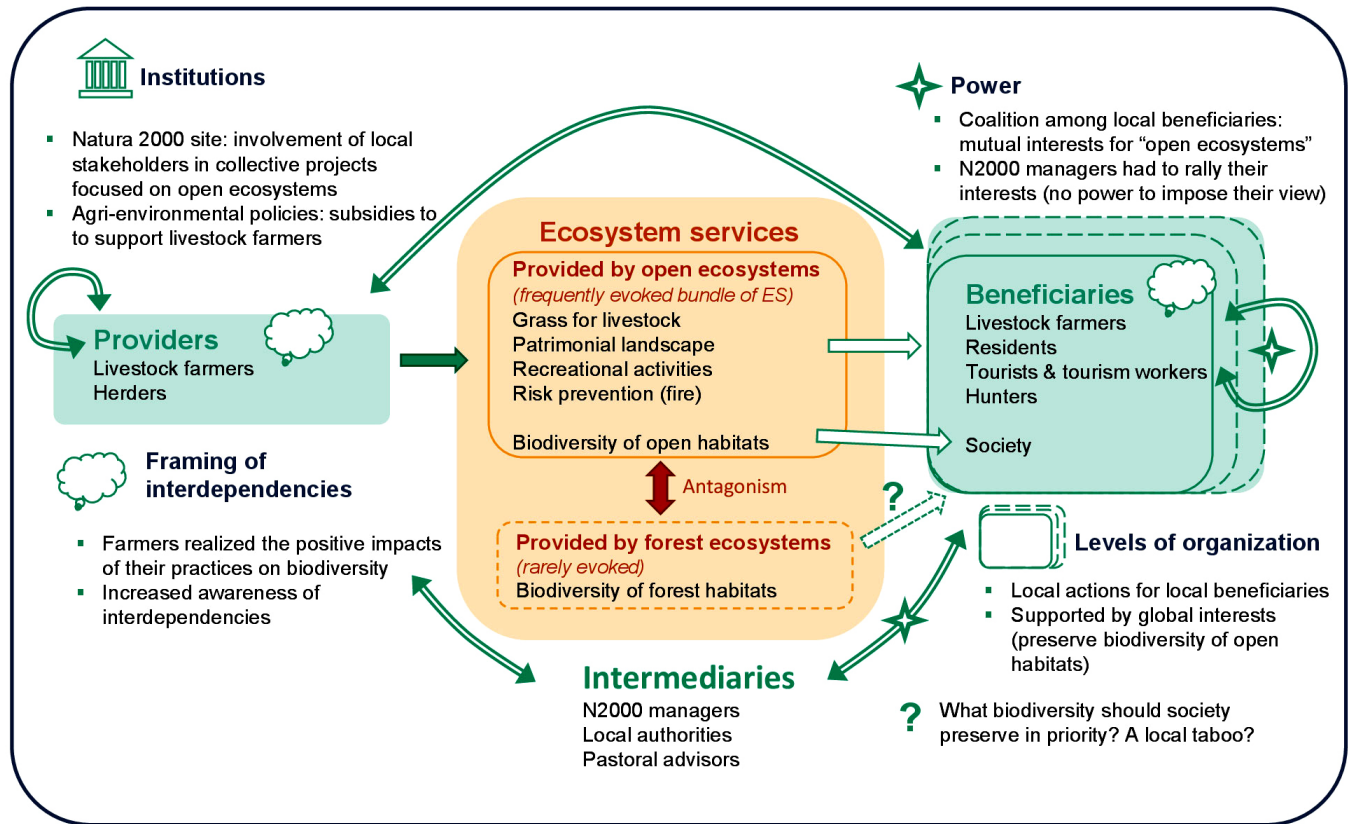 Institutions
Natura 2000 site: involvement of local
stakeholders in collective projects
focused on open ecosystems
Agri-environmental policies: subsidies to
to support livestock farmers
Power
Coalition among local beneficiaries:
mutual interests for “open ecosystems”
N2000 managers had to rally their
interests (no power to impose their view)
Providers
Livestock farmers
Herders
Ecosystem services
Provided by open ecosystems
(frequently evoked bundle of ES)
Grass for livestock
Patrimonial landscape
Recreational activities
Risk prevention (fire)
Biodiversity of open habitats
Antagonism
Provided by forest ecosystems
(rarely evoked)
Biodiversity of forest habitats
?
Beneficiaries
Livestock farmers
Residents
Tourists & tourism workers
Hunters
Society
Framing of
interdependencies
Farmers realized the positive impacts
of their practices on biodiversity
Increased awareness of
interdependencies
Intermediaries
N2000 managers
Local authorities
Pastoral advisors
Levels of organization
Local actions for local beneficiaries
Supported by global interests
(preserve biodiversity of open
habitats)
? What biodiversity should society
preserve in priority? A local taboo?